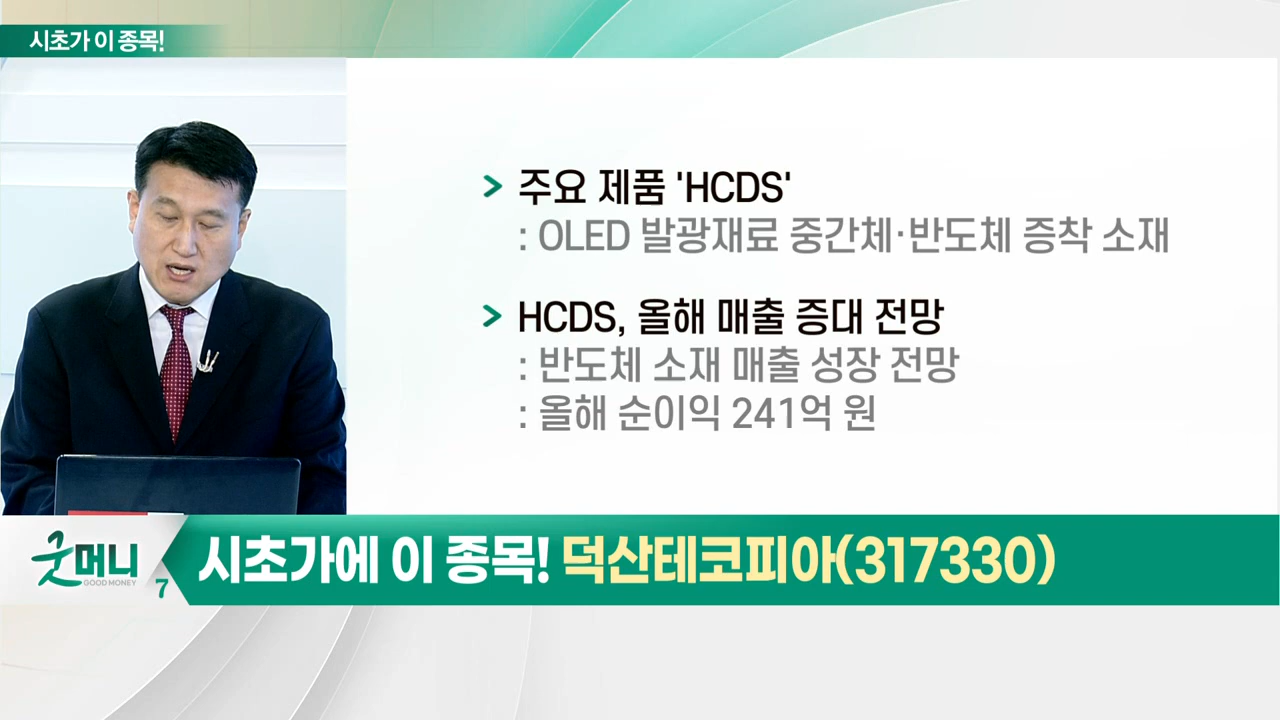 시초가 이 종목!
> 주요 제품 'HCDS'
: OLED 발광재료 중간체·반도체 증착 소재
> HCDS, 올해 매출 증대 전망
: 반도체 소재 매출 성장 전망
: 올해 순이익 241억 원
굿머니
GOOD MONEY
7
시초가에 이 종목! 덕산테코피아(317330)